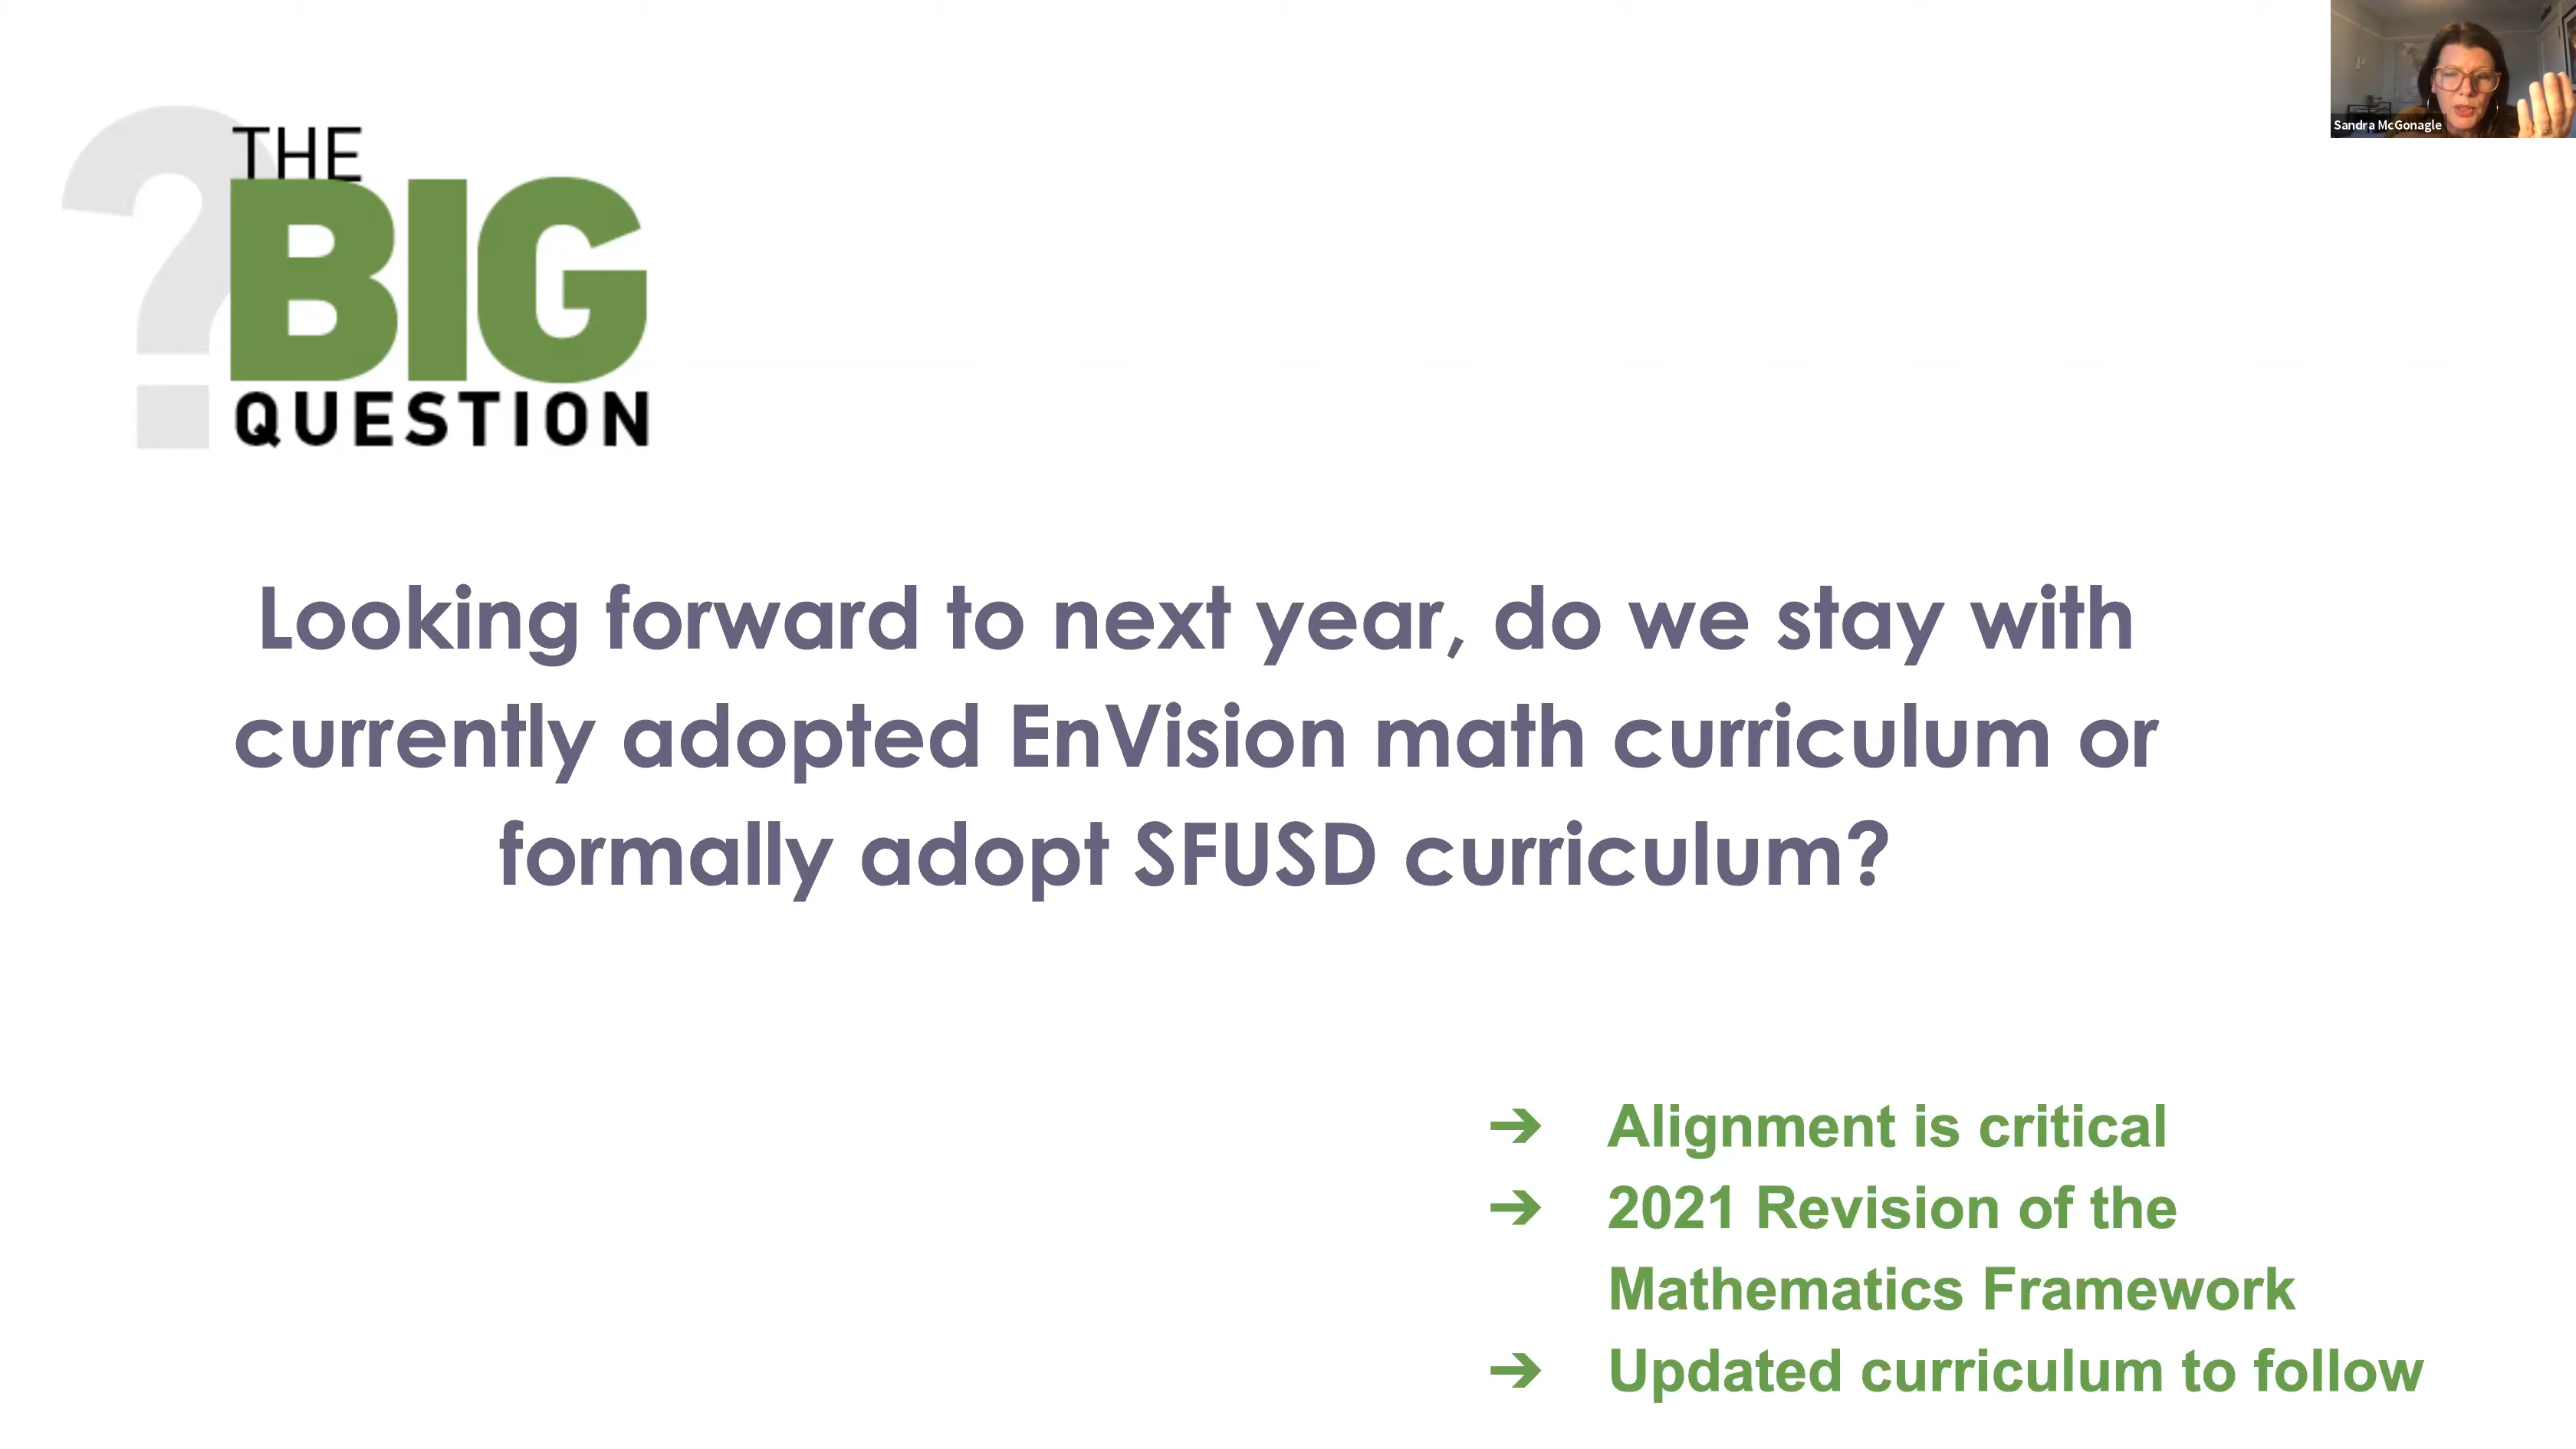 Sandra McGonagle
?
THE
BIG
QUESTION
Looking forward to next year, do we stay with
currently adopted EnVision math curriculum or
formally adopt SFUSD curriculum?
➔ Alignment is critical
➔ 2021 Revision of the
Mathematics Framework
➔ Updated curriculum to follow